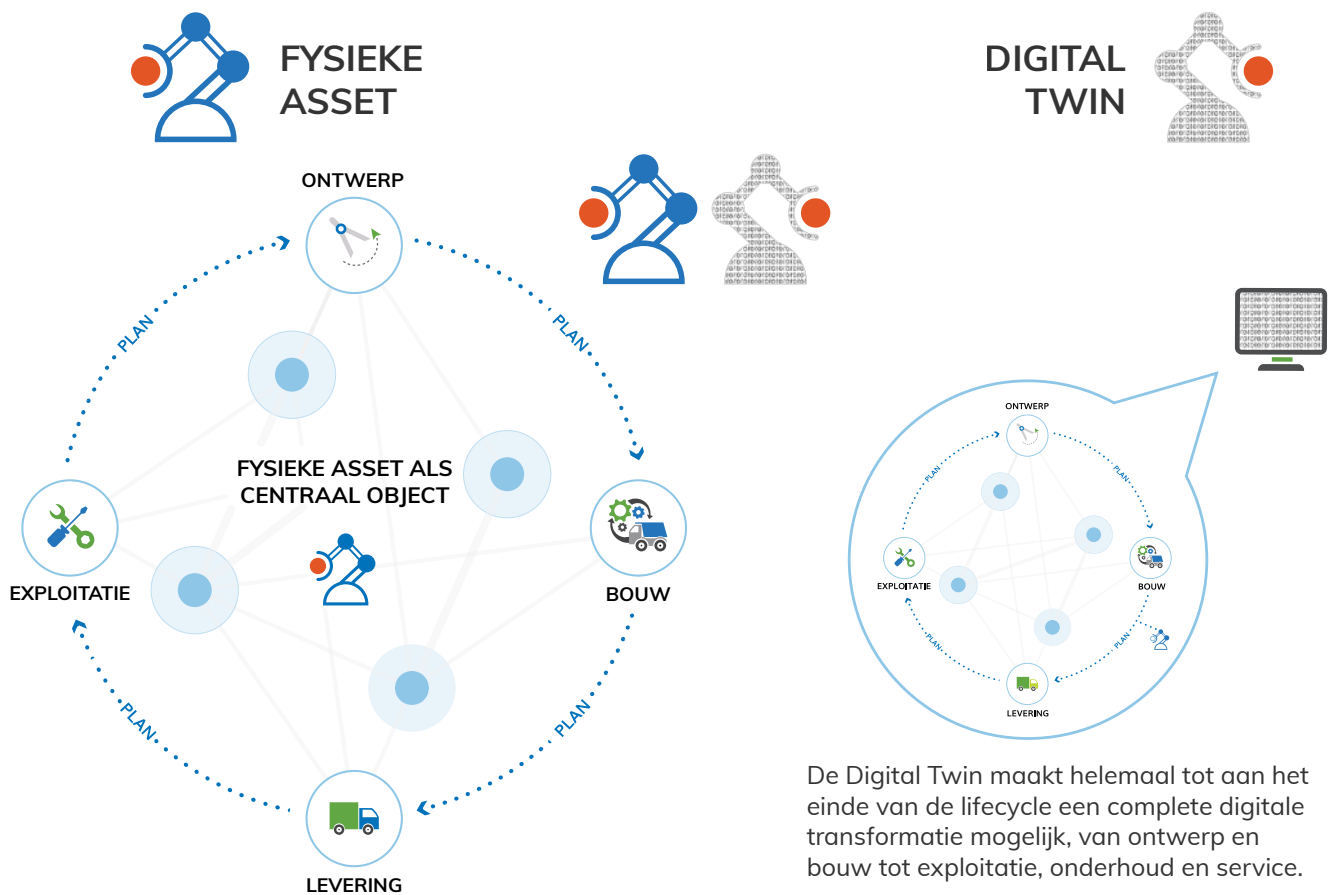 FYSIEKE
ASSET
DIGITAL
TWIN
ONTWERP
PLAN
PLAN
FYSIEKE ASSET ALS
CENTRAAL OBJECT
EXPLOITATIE
BOUW
PLAN
PLAN
LEVERING
ONTWERP
PLAN
PLAN
EXPLOITATIE
BOUW
PLAN
PLAN
LEVERING
De Digital Twin maakt helemaal tot aan het
einde van de lifecycle een complete digitale
transformatie mogelijk, van ontwerp en
bouw tot exploitatie, onderhoud en service.